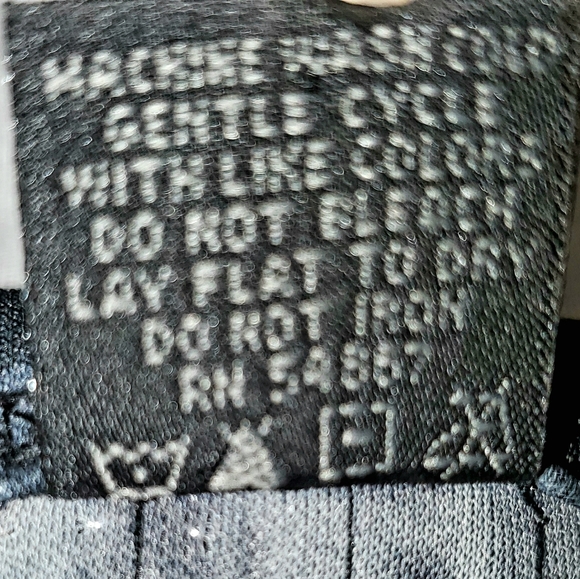 MACHINE WASH COLD
GENTLE CYCLE
WITH LIKE COLORS
DO NOT BLEACH
LAY FLAT TO DRY
DO NOT IRON
RN 54887